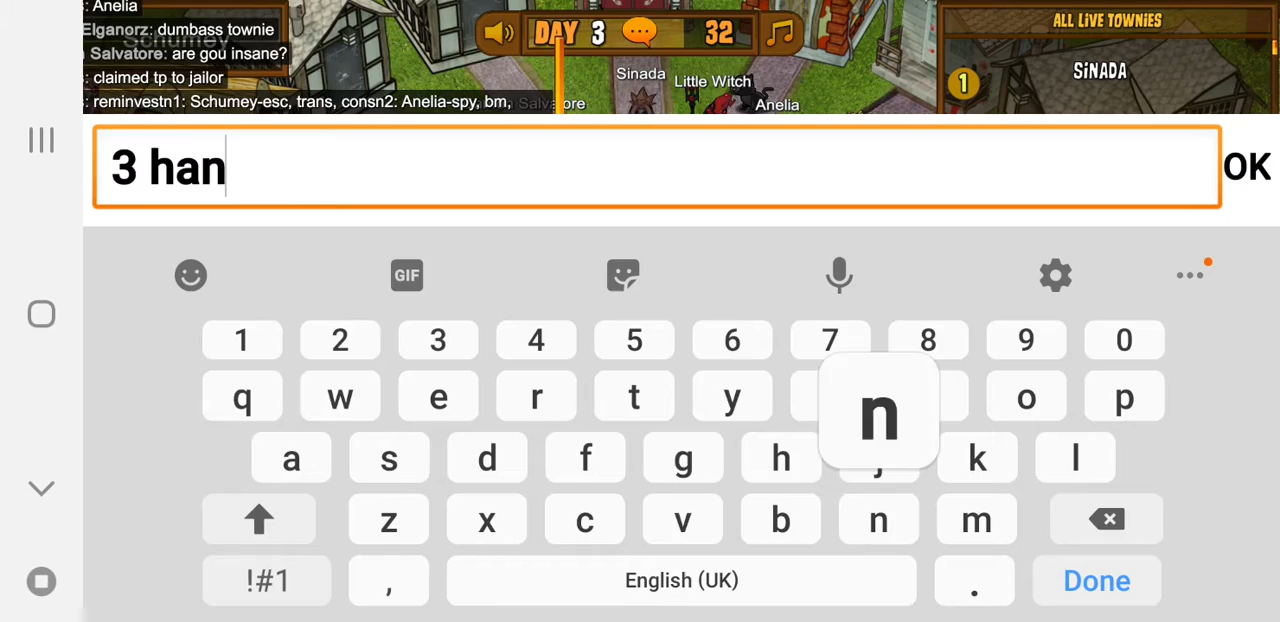 : Anelia
Elganorz: dumbass townie
Salvatore: are gou insane?
: claimed tp to jailor
: reminvestn1: Schumey-esc, trans, consn2: Anelia-spy, bm,
Schumey
Salvatore
DAY 3
32
Sinada
Little Witch
Anelia
ALL LiVE TOWNiES
1 SiNADA
3 han
OK
GIF
1 2 3 4 5 6 7 8 9 0
q w e r t y o p
n
a s d f g h j k l
z x c v b n m
!#1 , English (UK) . Done